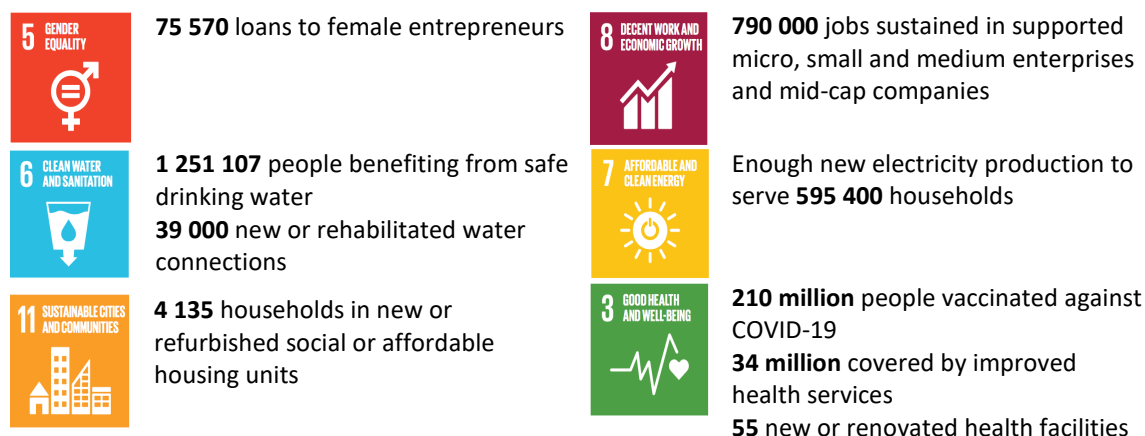 5 GENDER
EQUALITY
75 570 loans to female entrepreneurs
8 DECENT WORK AND
ECONOMIC GROWTH
790 000 jobs sustained in supported
micro, small and medium enterprises
and mid-cap companies
6 CLEAN WATER
AND SANITATION
1 251 107 people benefiting from safe
drinking water
39 000 new or rehabilitated water
connections
7 AFFORDABLE AND
CLEAN ENERGY
Enough new electricity production to
serve 595 400 households
11 SUSTAINABLE CITIES
AND COMMUNITIES
4 135 households in new or
refurbished social or affordable
housing units
3 GOOD HEALTH
AND WELL-BEING
210 million people vaccinated against
COVID-19
34 million covered by improved
health services
55 new or renovated health facilities